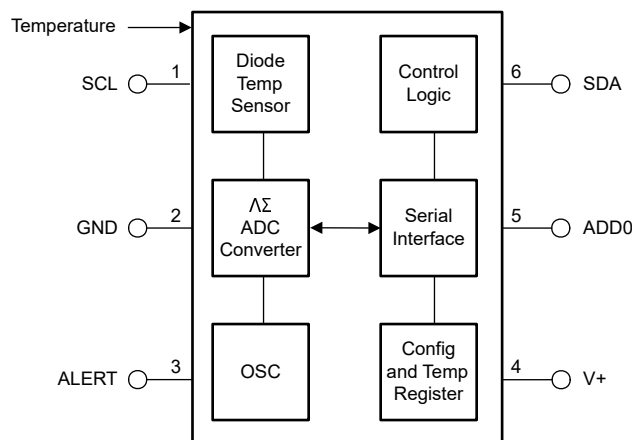 Temperature
SCL
1
Diode
Temp
Sensor
Control
Logic
6
SDA
GND
2
ΛΣ
ADC
Converter
Serial
Interface
5
ADD0
ALERT
3
OSC
Config
and Temp
Register
4
V+